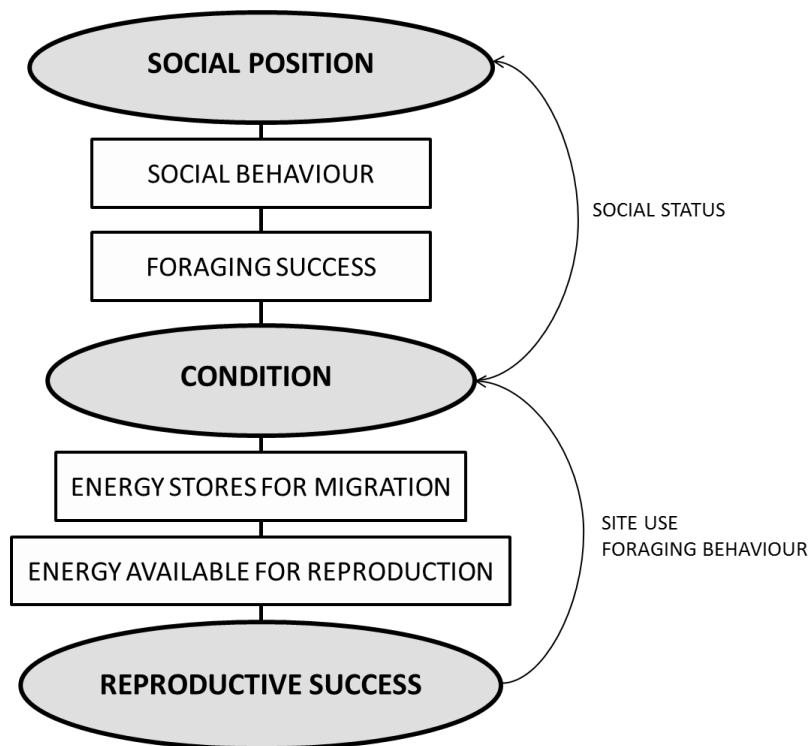 SOCIAL POSITION
SOCIAL BEHAVIOUR
SOCIAL STATUS
FORAGING SUCCESS
CONDITION
ENERGY STORES FOR MIGRATION
SITE USE
FORAGING BEHAVIOUR
ENERGY AVAILABLE FOR REPRODUCTION
REPRODUCTIVE SUCCESS